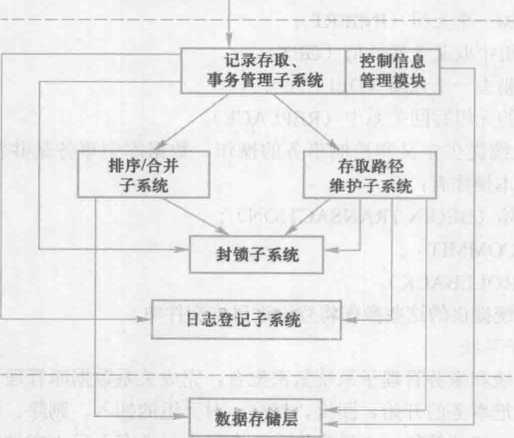 记录存取、
事务管理子系统
控制信息
管理模块
排序/合并
子系统
存取路径
维护子系统
封锁子系统
日志登记子系统
数据存储层